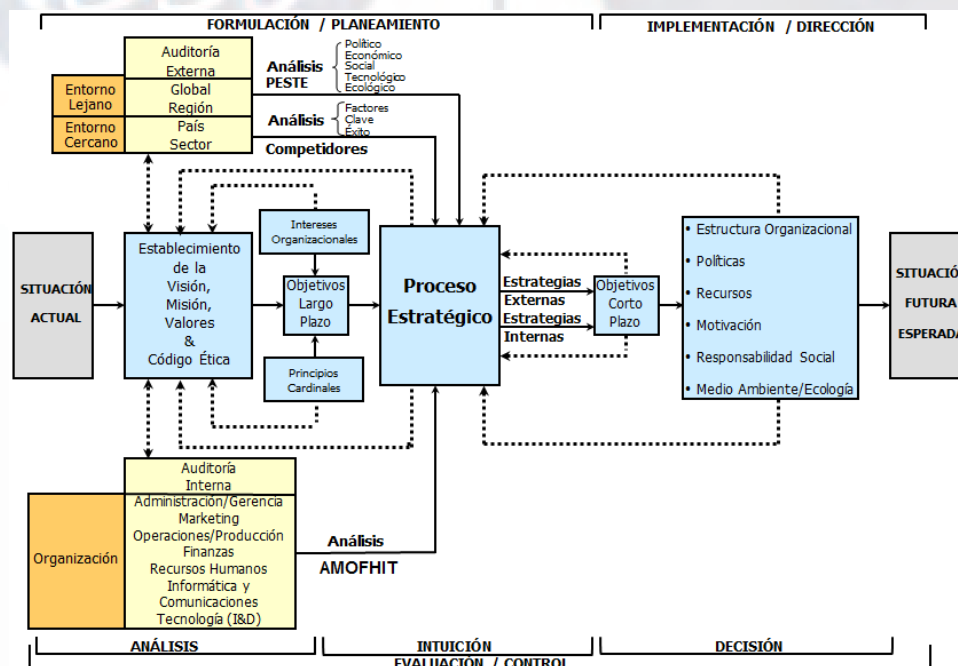 FORMULACIÓN / PLANEAMIENTO
IMPLEMENTACIÓN / DIRECCIÓN
Auditoría
Externa
Entorno
Lejano
Global
Región
Entorno
Cercano
País
Sector
Análisis
PESTE
Político
Económico
Social
Tecnológico
Ecológico
Análisis
Competidores
Factores
Clave
Éxito
SITUACIÓN
ACTUAL
Establecimiento
de la
Visión,
Misión,
Valores
&
Código Ética
Intereses
Organizacionales
Objetivos
Largo
Plazo
Principios
Cardinales
Proceso
Estratégico
Estrategias
Externas
Estrategias
Internas
Objetivos
Corto
Plazo
• Estructura Organizacional
• Políticas
• Recursos
• Motivación
• Responsabilidad Social
• Medio Ambiente/Ecología
SITUACIÓN
FUTURA
ESPERADA
Auditoría
Interna
Organización
Administración/Gerencia
Marketing
Operaciones/Producción
Finanzas
Recursos Humanos
Informática y
Comunicaciones
Tecnología (I&D)
Análisis
AMOFHIT
ANÁLISIS
INTUICIÓN
DECISIÓN
EVALUACIÓN / CONTROL